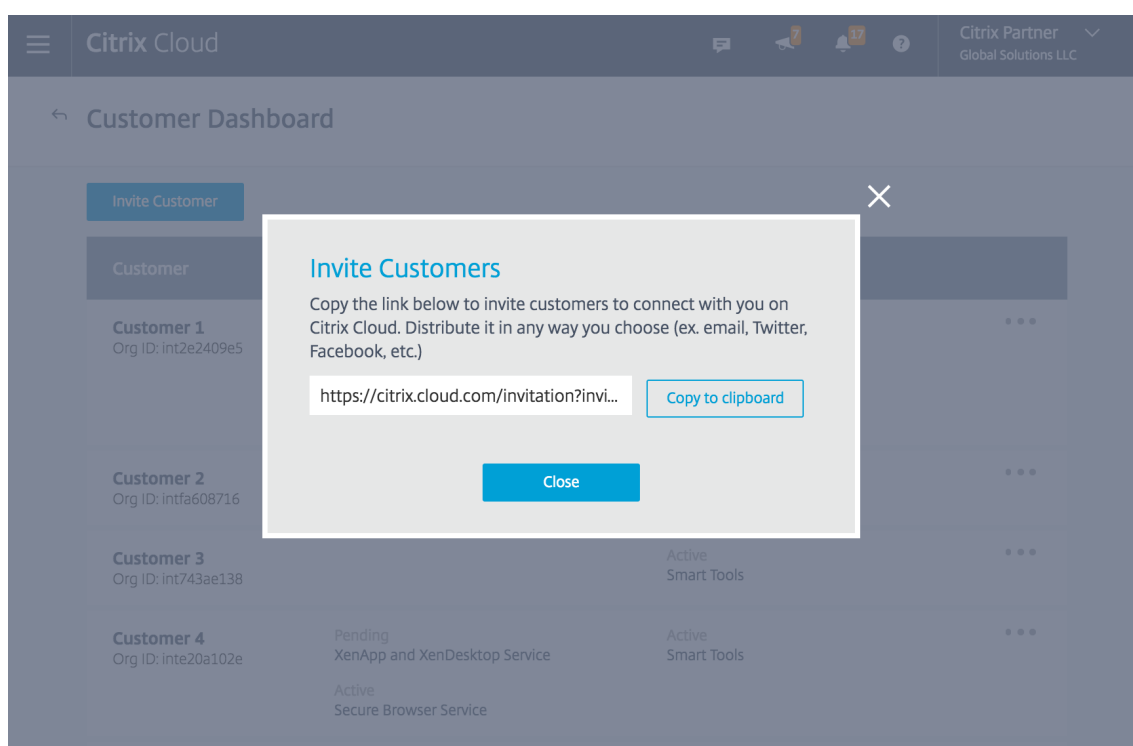 Citrix Cloud
7
17
?
Citrix Partner
Global Solutions LLC
Customer Dashboard
Invite Customer
Customer
Invite Customers
Copy the link below to invite customers to connect with you on
Citrix Cloud. Distribute it in any way you choose (ex. email, Twitter,
Facebook, etc.)
https://citrix.cloud.com/invitation?invi...
Copy to clipboard
Close
Customer 1
Org ID: int2e2409e5
Customer 2
Org ID: intfa608716
Customer 3
Org ID: int743ae138
Active
Smart Tools
Customer 4
Org ID: inte20a102e
Pending
XenApp and XenDesktop Service
Active
Secure Browser Service
Active
Smart Tools